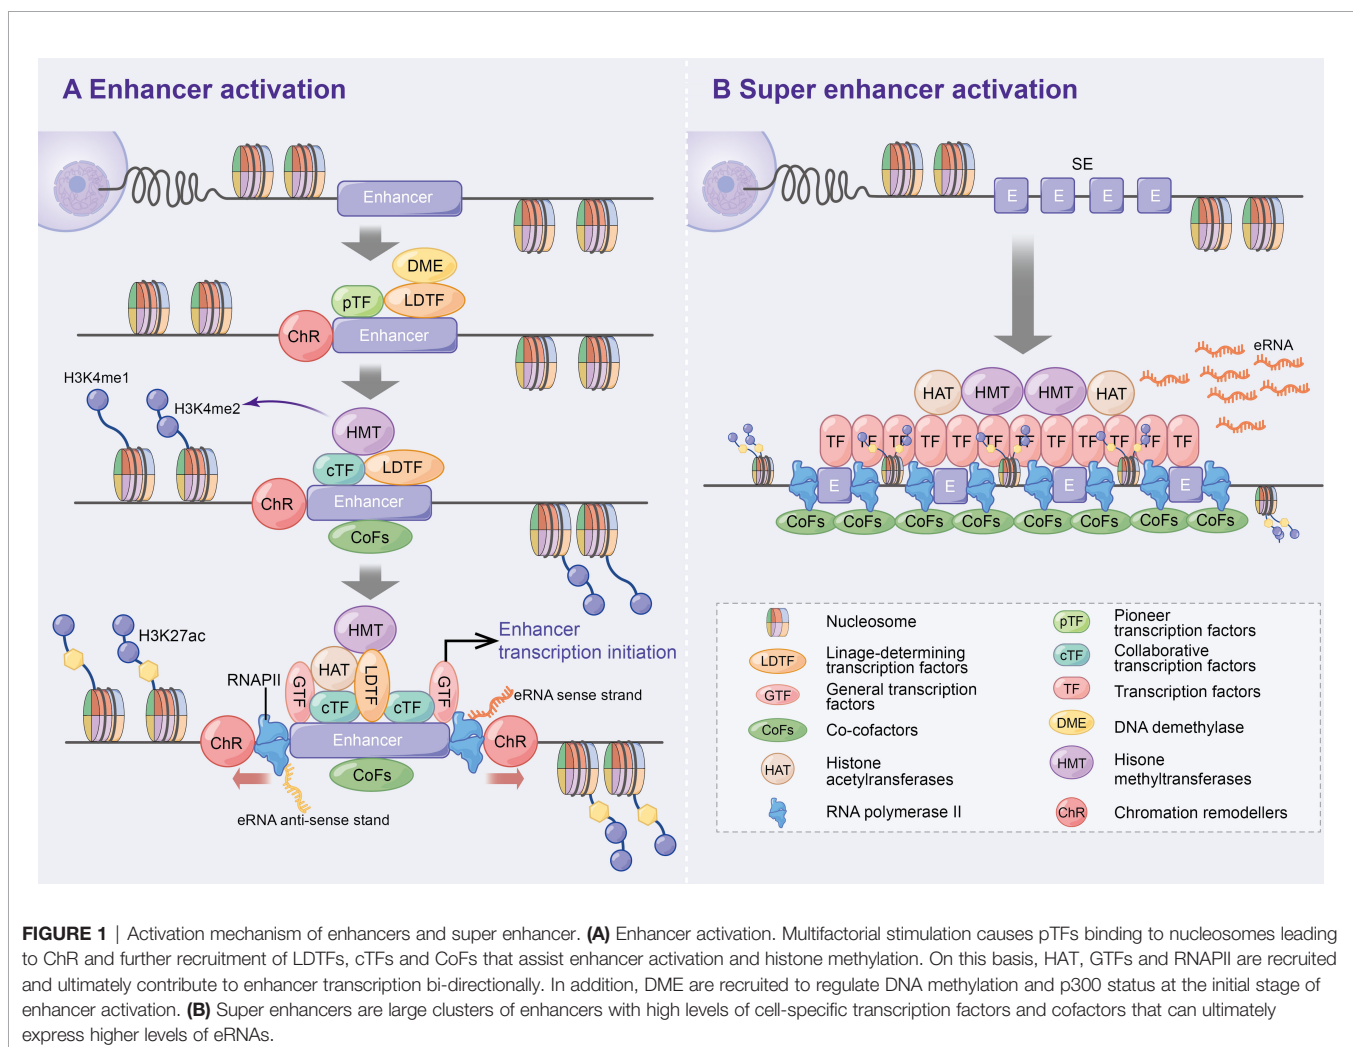 A Enhancer activation
Enhancer
DME
pTF
LDTF
ChR
Enhancer
H3K4me1
H3K4me2
HMT
cTF
LDTF
ChR
Enhancer
CoFs
H3K27ac
HMT
Enhancer
transcription initiation
RNAPII
HAT
GTF
LDTF
GTF
cTF
cTF
eRNA sense strand
ChR
Enhancer
ChR
CoFs
eRNA anti-sense stand
B Super enhancer activation
SE
E E E E
eRNA
HAT HMT HMT HAT
TF TF TF TF TF TF TF TF TF TF TF TF
E E E E
CoFs CoFs CoFs CoFs CoFs CoFs CoFs CoFs
Nucleosome
LDTF Linage-determining
transcription factors
GTF General transcription
factors
CoFs Co-cofactors
HAT Histone
acetyltransferases
RNA polymerase II
pTF Pioneer
transcription factors
cTF Collaborative
transcription factors
TF Transcription factors
DME DNA demethylase
HMT Hisone
methyltransferases
ChR Chromation remodellers
FIGURE 1 | Activation mechanism of enhancers and super enhancer. (A) Enhancer activation. Multifactorial stimulation causes pTFs binding to nucleosomes leading
to ChR and further recruitment of LDTFs, cTFs and CoFs that assist enhancer activation and histone methylation. On this basis, HAT, GTFs and RNAPII are recruited
and ultimately contribute to enhancer transcription bi-directionally. In addition, DME are recruited to regulate DNA methylation and p300 status at the initial stage of
enhancer activation. (B) Super enhancers are large clusters of enhancers with high levels of cell-specific transcription factors and cofactors that can ultimately
express higher levels of eRNAs.